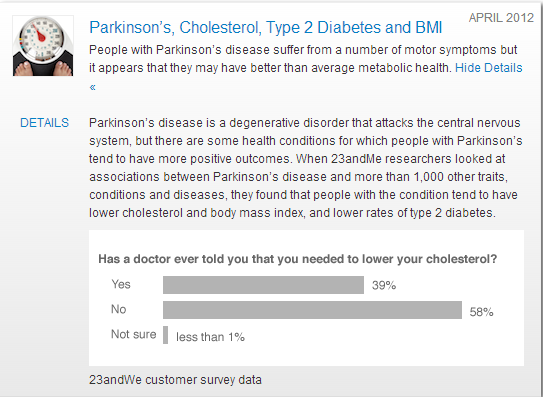 APRIL 2012
Parkinson's, Cholesterol, Type 2 Diabetes and BMI
People with Parkinson's disease suffer from a number of motor symptoms but
it appears that they may have better than average metabolic health. Hide Details
«
DETAILS
Parkinson's disease is a degenerative disorder that attacks the central nervous
system, but there are some health conditions for which people with Parkinson's
tend to have more positive outcomes. When 23andMe researchers looked at
associations between Parkinson's disease and more than 1,000 other traits,
conditions and diseases, they found that people with the condition tend to have
lower cholesterol and body mass index, and lower rates of type 2 diabetes.
Has a doctor ever told you that you needed to lower your cholesterol?
Yes 39%
No 58%
Not sure less than 1%
23andWe customer survey data